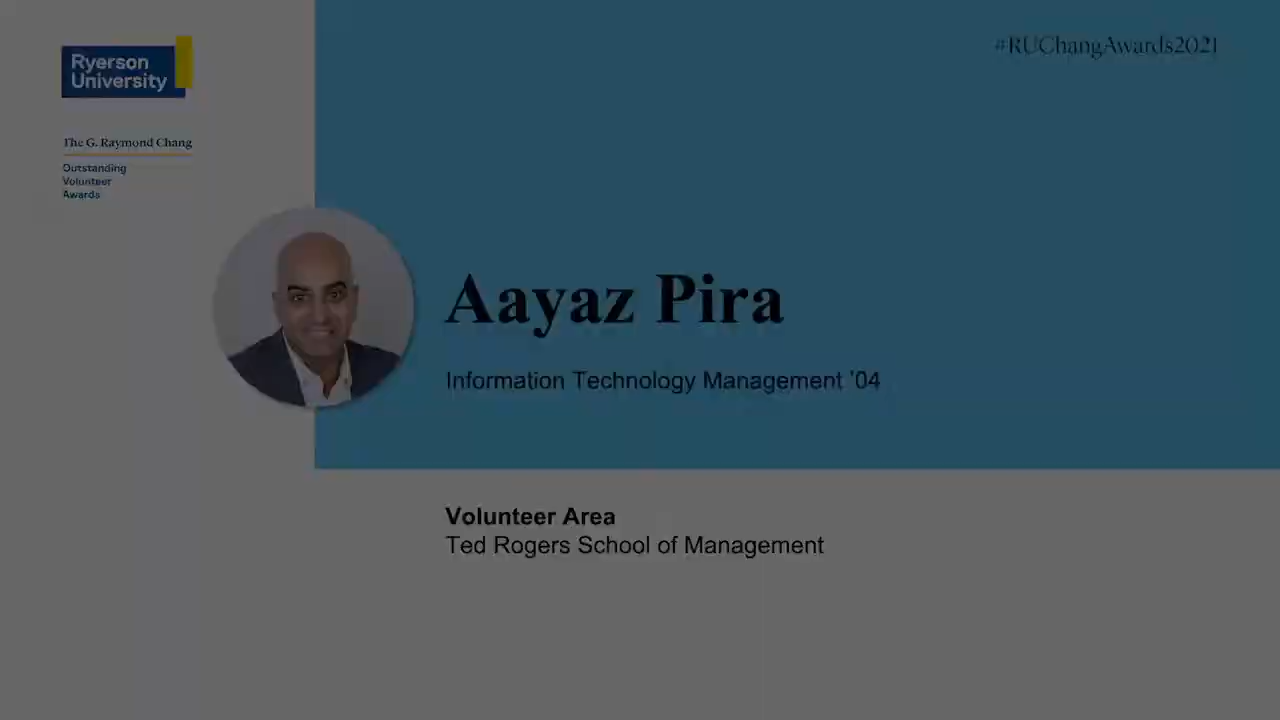 Ryerson
University
#RUChangAwards2021
The G. Raymond Chang
Outstanding
Volunteer
Awards
Aayaz Pira
Information Technology Management '04
Volunteer Area
Ted Rogers School of Management